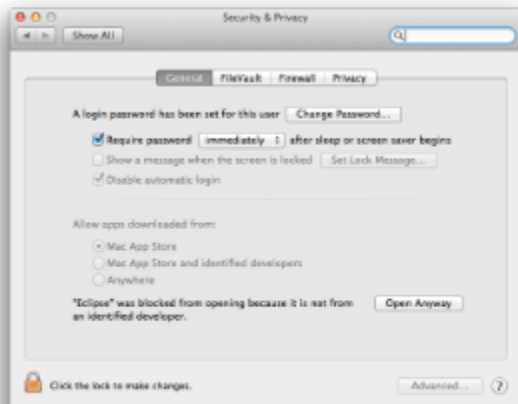 Security & Privacy
Show All
General FileVault Firewall Privacy
A login password has been set for this user Change Password...
Require password immediately after sleep or screen saver begins
Show a message when the screen is locked Set Lock Message...
Disable automatic login
Allow apps downloaded from:
Mac App Store
Mac App Store and identified developers
Anywhere
"Eclipse" was blocked from opening because it is not from Open Anyway
an identified developer.
Click the lock to make changes. Advanced... ?